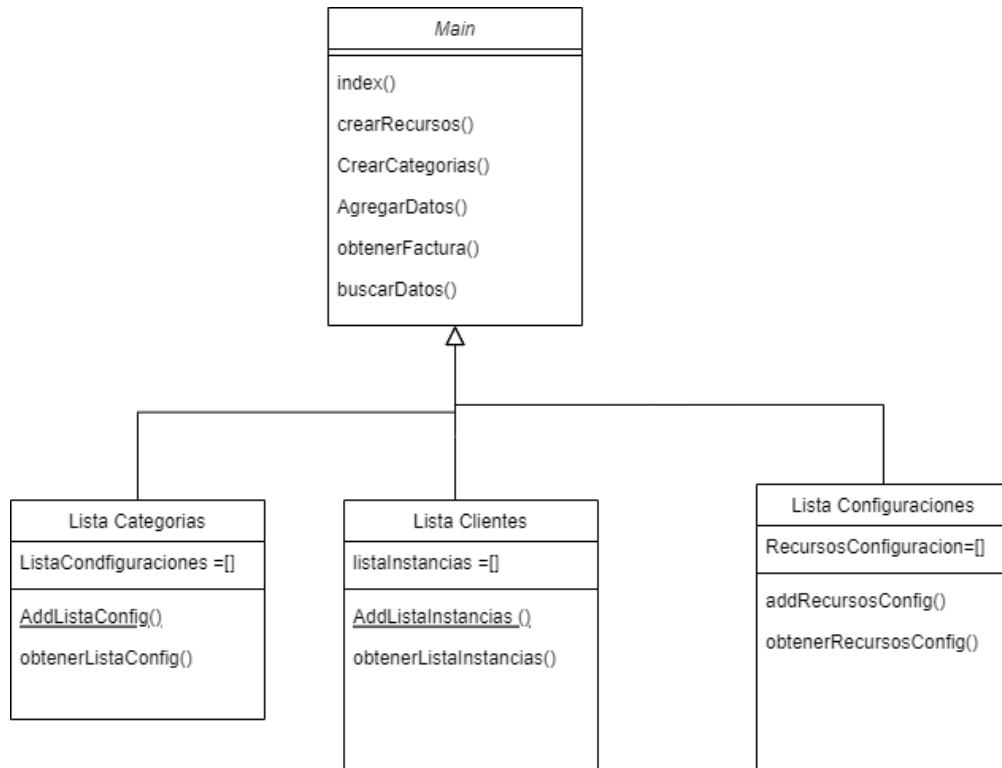 Main
index()
crearRecursos()
CrearCategorias()
AgregarDatos()
obtenerFactura()
buscarDatos()
Lista Categorias
ListaCondfiguraciones =[]
AddListaConfig()
obtenerListaConfig()
Lista Clientes
listaInstancias =[]
AddListaInstancias ()
obtenerListaInstancias()
Lista Configuraciones
RecursosConfiguracion=[]
addRecursosConfig()
obtenerRecursosConfig()